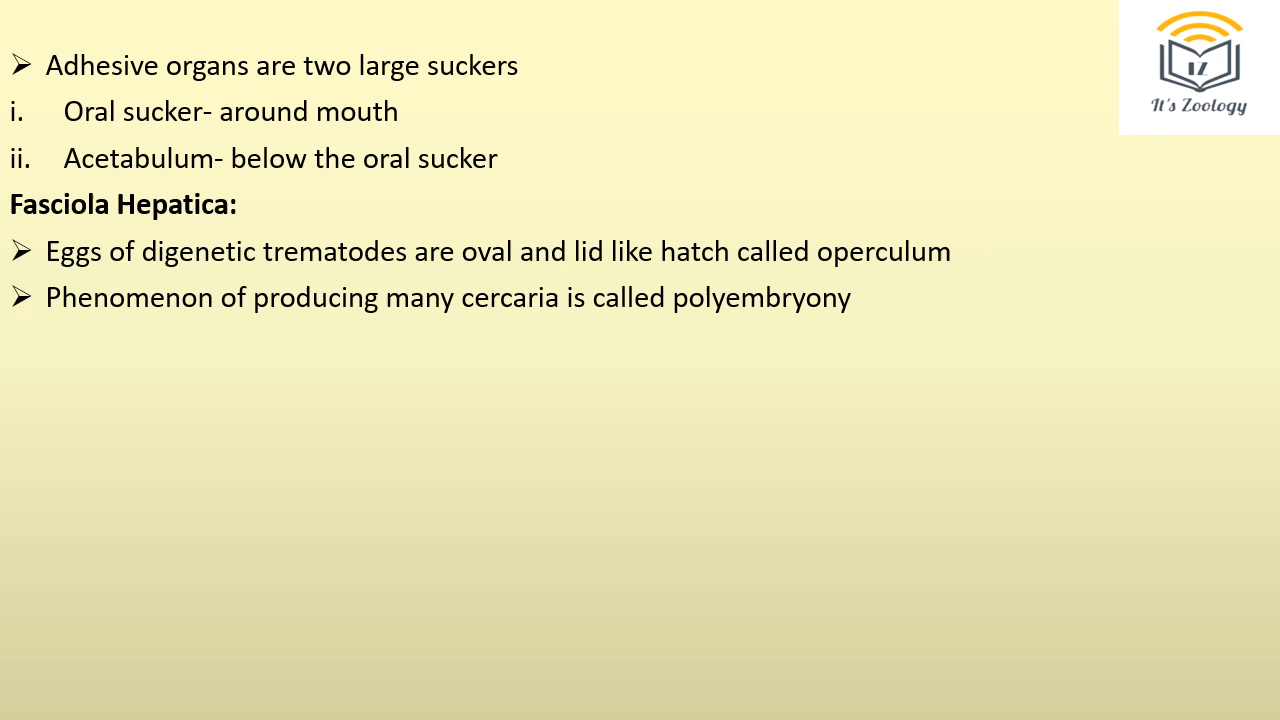 ➢ Adhesive organs are two large suckers
i. Oral sucker- around mouth
ii. Acetabulum- below the oral sucker
Fasciola Hepatica:
➢ Eggs of digenetic trematodes are oval and lid like hatch called operculum
➢ Phenomenon of producing many cercaria is called polyembryony
IZ
It's Zoology